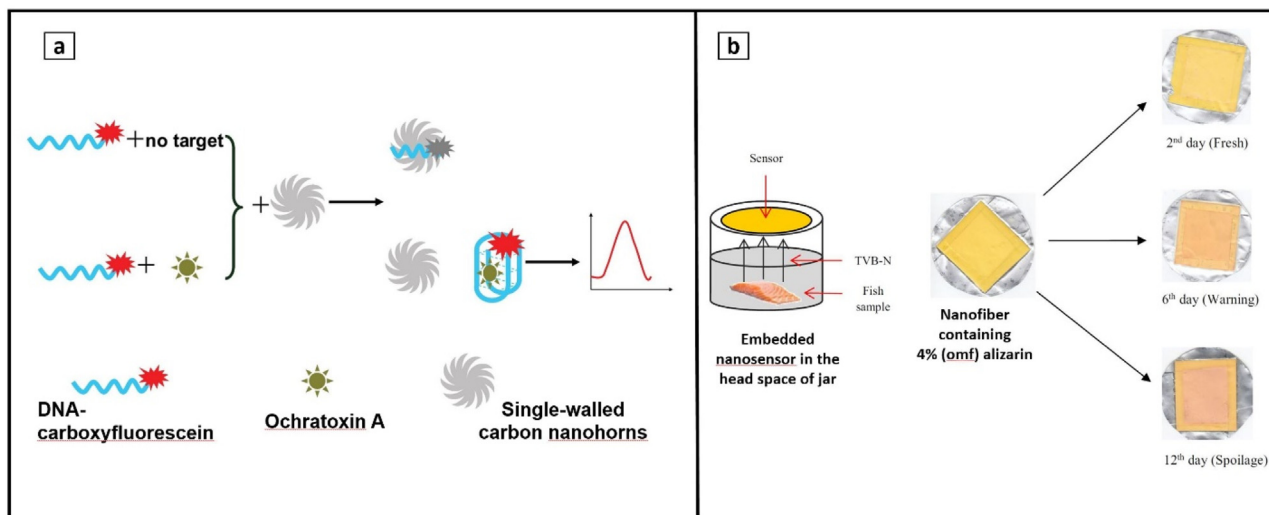 a
+no target
+
+
DNA-
carboxyfluorescein
Ochratoxin A
Single-walled
carbon nanohorns
b
Sensor
TVB-N
Fish
sample
Embedded
nanosensor in the
head space of jar
Nanofiber
containing
4% (omf) alizarin
2nd day (Fresh)
6th day (Warning)
12th day (Spoilage)